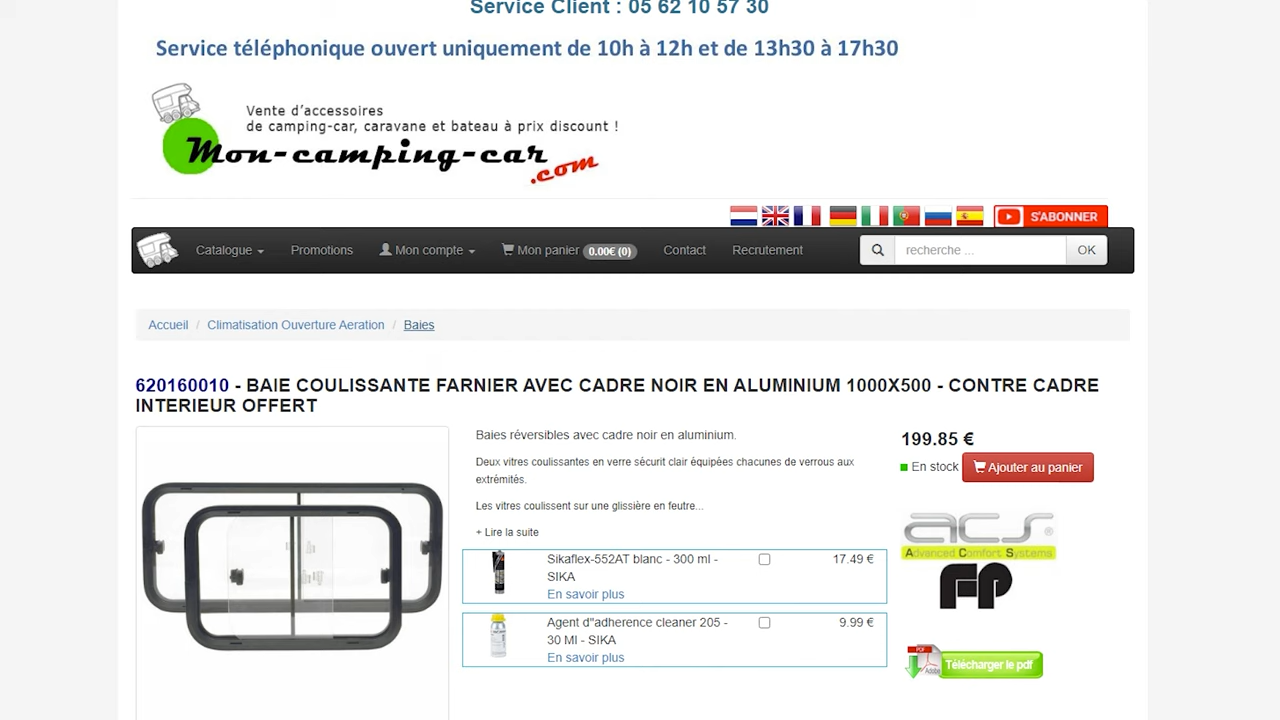 Service Client : 05 62 10 57 30
Service téléphonique ouvert uniquement de 10h à 12h et de 13h30 à 17h30
Vente d'accessoires
de camping-car, caravane et bateau à prix discount !
Mon-camping-car
.com
S'ABONNER
Catalogue Promotions Mon compte Mon panier 0.00€ (0) Contact Recrutement recherche ... OK
Accueil / Climatisation Ouverture Aeration / Baies
620160010 - BAIE COULISSANTE FARNIER AVEC CADRE NOIR EN ALUMINIUM 1000X500 - CONTRE CADRE
INTERIEUR OFFERT
Baies réversibles avec cadre noir en aluminium.
Deux vitres coulissantes en verre sécurit clair équipées chacunes de verrous aux
extrémités.
Les vitres coulissent sur une glissière en feutre...
+ Lire la suite
Sikaflex-552AT blanc - 300 ml - 17.49 €
SIKA
En savoir plus
Agent d"adherence cleaner 205 - 9.99 €
30 Ml - SIKA
En savoir plus
199.85 €
En stock Ajouter au panier
acs ®
Advanced Comfort Systems
FP
PDF
Adobe
Télécharger le pdf